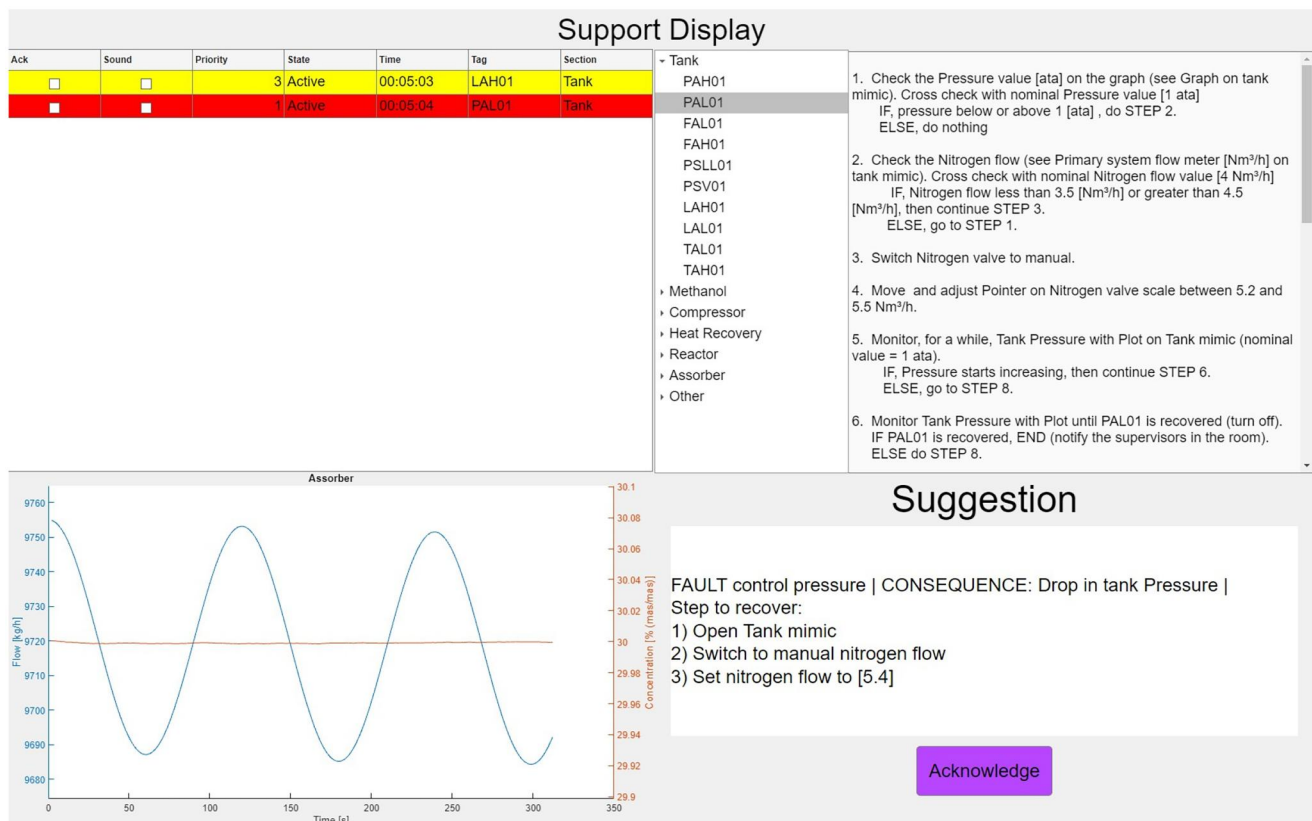 Support Display
Ack Sound Priority State Time Tag Section
3 Active 00:05:03 LAH01 Tank
1 Active 00:05:04 PAL01 Tank
Tank
PAH01
PAL01
FAL01
FAH01
PSLL01
PSV01
LAH01
LAL01
TAL01
TAH01
Methanol
Compressor
Heat Recovery
Reactor
Assorber
Other
1. Check the Pressure value [ata] on the graph (see Graph on tank
mimic). Cross check with nominal Pressure value [1 ata]
IF, pressure below or above 1 [ata] , do STEP 2.
ELSE, do nothing
2. Check the Nitrogen flow (see Primary system flow meter [Nm³/h] on
tank mimic). Cross check with nominal Nitrogen flow value [4 Nm³/h]
IF, Nitrogen flow less than 3.5 [Nm³/h] or greater than 4.5
[Nm³/h], then continue STEP 3.
ELSE, go to STEP 1.
3. Switch Nitrogen valve to manual.
4. Move and adjust Pointer on Nitrogen valve scale between 5.2 and
5.5 Nm³/h.
5. Monitor, for a while, Tank Pressure with Plot on Tank mimic (nominal
value = 1 ata).
IF, Pressure starts increasing, then continue STEP 6.
ELSE, go to STEP 8.
6. Monitor Tank Pressure with Plot until PAL01 is recovered (turn off).
IF PAL01 is recovered, END (notify the supervisors in the room).
ELSE do STEP 8.
Assorber
9760
9750
9740
9730
9720
9710
9700
9690
9680
Flow [kg/h]
30.1
30.08
30.06
30.04
30.02
30
29.98
29.96
29.94
29.92
29.9
Concentration [% (mas/mas)]
0 50 100 150 200 250 300 350
Time [s]
Suggestion
FAULT control pressure | CONSEQUENCE: Drop in tank Pressure |
Step to recover:
1) Open Tank mimic
2) Switch to manual nitrogen flow
3) Set nitrogen flow to [5.4]
Acknowledge